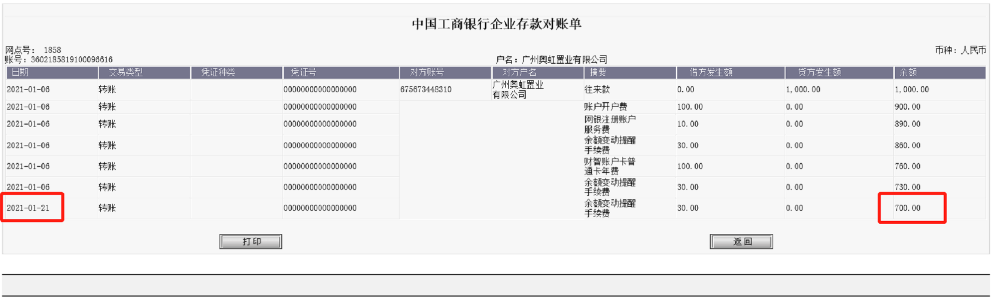 中国工商银行企业存款对账单
网点号： 1858
币种：人民币
账号：3602185819100096616 户名：广州奥虹置业有限公司
日期 交易类型 凭证种类 凭证号 对方账号 对方户名 摘要 借方发生额 贷方发生额 余额
2021-01-06 转账 00000000000000000 675673448310 广州奥虹置业 往来款 0.00 1,000.00 1,000.00
有限公司
2021-01-06 转账 00000000000000000 账户开户费 100.00 0.00 900.00
2021-01-06 转账 00000000000000000 网银注册账户 10.00 0.00 890.00
服务费
2021-01-06 转账 00000000000000000 余额变动提醒 30.00 0.00 860.00
手续费
2021-01-06 转账 00000000000000000 财智账户卡普 100.00 0.00 760.00
通卡年费
2021-01-06 转账 00000000000000000 余额变动提醒 30.00 0.00 730.00
手续费
2021-01-21 转账 00000000000000000 余额变动提醒 30.00 0.00 700.00
手续费
打印 返回